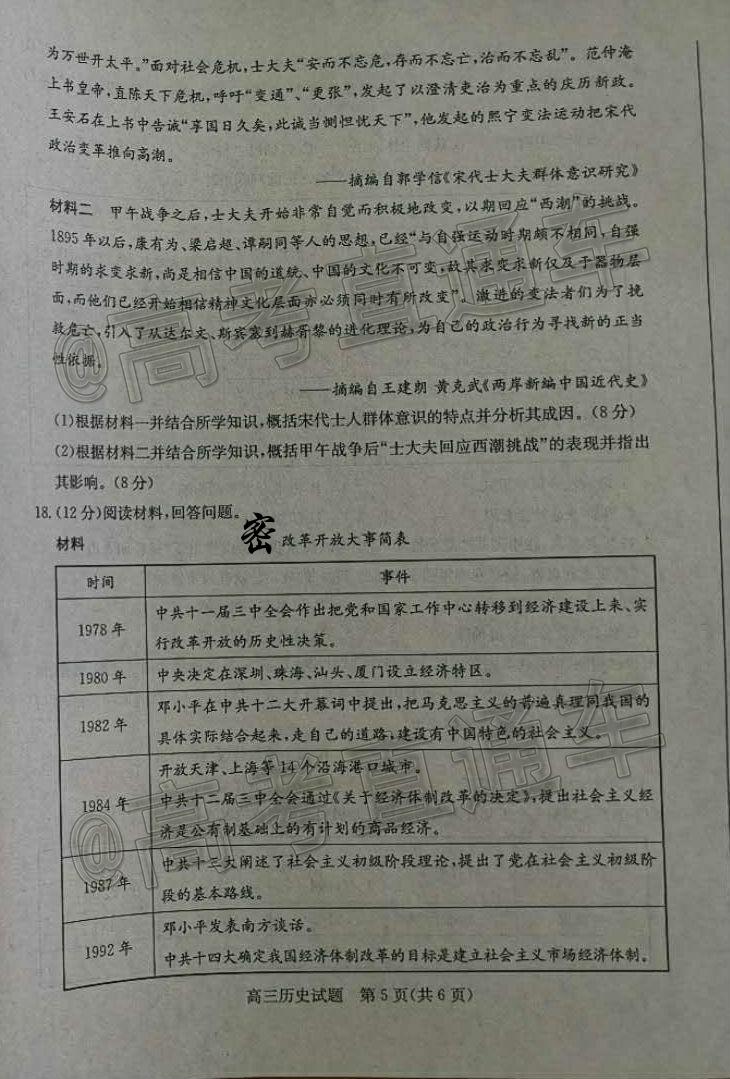 为万世开太平。”面对社会危机,士大夫“安而不忘危,存而不忘亡,治而不忘乱”。范仲淹
上书皇帝,直陈天下危机,呼吁“变通”、“更张”,发起了以澄清吏治为重点的庆历新政。
王安石在上书中告诫“享国日久矣,此诚当恻怛忧天下”,他发起的熙宁变法运动把宋代
政治变革推向高潮。
——摘编自郭学信《宋代士大夫群体意识研究》
材料二 甲午战争之后,士大夫开始非常自觉而积极地改变,以期回应“西潮”的挑战。
1895年以后,康有为、梁启超、谭嗣同等人的思想,已经“与自强运动时期颇不相同,自强
时期的求变求新,尚是相信中国的道统、中国的文化不可变,故其求变求新仅及于器物层
面,而他们已经开始相信精神文化层面亦必须同时有所改变”。激进的变法者们为了挽
救危亡,引入了从达尔文、斯宾塞到赫胥黎的进化理论,为自己的政治行为寻找新的正当
性依据。
——摘编自王建朗 黄克武《两岸新编中国近代史》
(1)根据材料一并结合所学知识,概括宋代士人群体意识的特点并分析其成因。(8分)
(2)根据材料二并结合所学知识,概括甲午战争后“士大夫回应西潮挑战”的表现并指出
其影响。(8分)
18.(12分)阅读材料,回答问题。
材料 密 改革开放大事简表
时间 事件
1978年 中共十一届三中全会作出把党和国家工作中心转移到经济建设上来、实
行改革开放的历史性决策。
1980年 中央决定在深圳、珠海、汕头、厦门设立经济特区。
1982年 邓小平在中共十二大开幕词中提出,把马克思主义的普遍真理同我国的
具体实际结合起来,走自己的道路,建设有中国特色的社会主义。
1984年 开放天津、上海等14个沿海港口城市。
中共十二届三中全会通过《关于经济体制改革的决定》,提出社会主义经
济是公有制基础上的有计划的商品经济。
1987年 中共十三大阐述了社会主义初级阶段理论,提出了党在社会主义初级阶
段的基本路线。
1992年 邓小平发表南方谈话。
中共十四大确定我国经济体制改革的目标是建立社会主义市场经济体制。
高三历史试题 第5页(共6页)
@高考直通车
@高考直通车